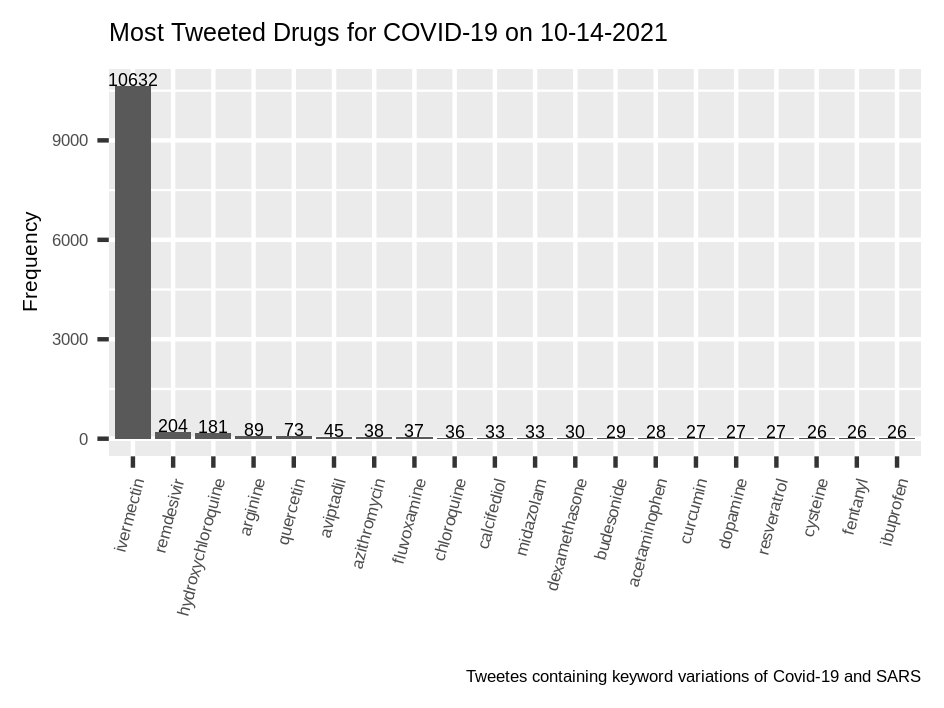 Most Tweeted Drugs for COVID-19 on 10-14-2021
Frequency
9000
6000
3000
0
10632 204 181 89 73 45 38 37 36 33 33 30 29 28 27 27 27 26 26 26
ivermectin
remdesivir
hydroxychloroquine
arginine
quercetin
aviptadil
azithromycin
fluvoxamine
chloroquine
calcifediol
midazolam
dexamethasone
budesonide
acetaminophen
curcumin
dopamine
resveratrol
cysteine
fentanyl
ibuprofen
Tweetes containing keyword variations of Covid-19 and SARS